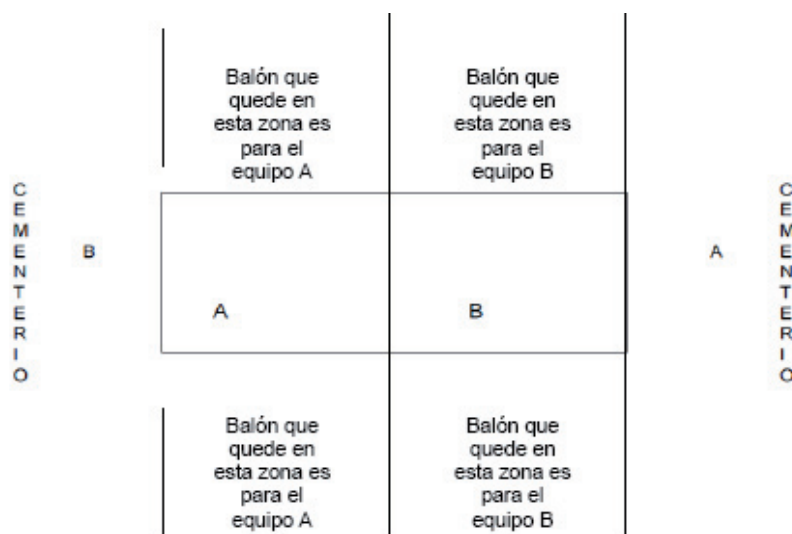 Balón que
quede en
esta zona es
para el
equipo A
Balón que
quede en
esta zona es
para el
equipo B
CEMENTERIO
B
A
B
A
CEMENTERIO
Balón que
quede en
esta zona es
para el
equipo A
Balón que
quede en
esta zona es
para el
equipo B